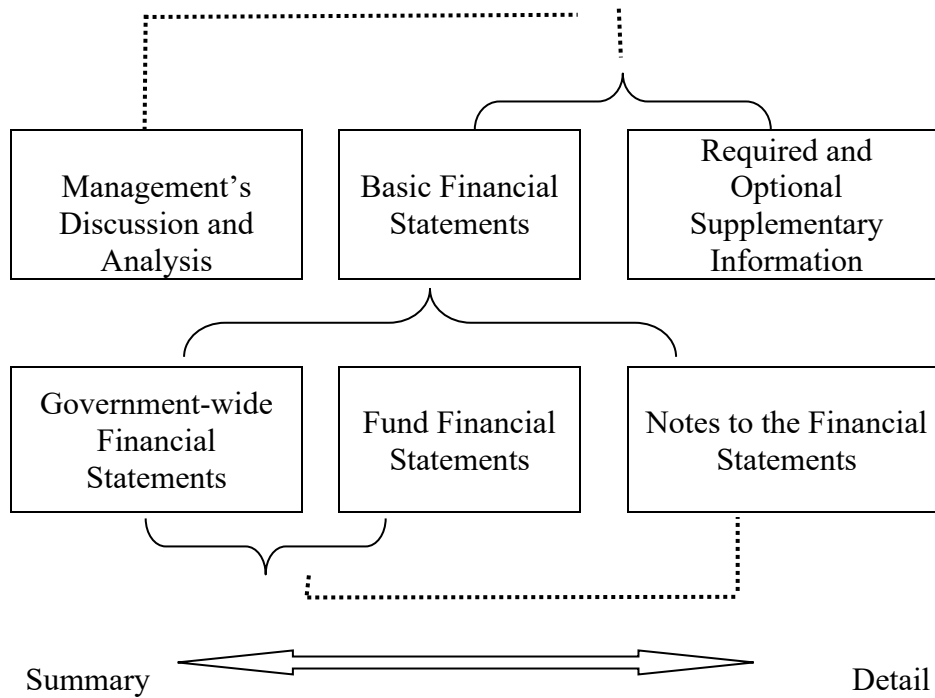 Management’s
Discussion and
Analysis
Basic Financial
Statements
Required and
Optional
Supplementary
Information
Government-wide
Financial
Statements
Fund Financial
Statements
Notes to the Financial
Statements
Summary
Detail